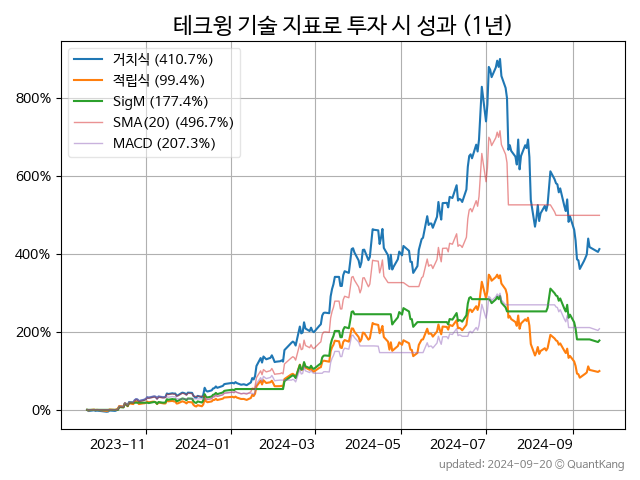 테크윙 기술 지표로 투자 시 성과 (1년)
거치식 (410.7%)
적립식 (99.4%)
SigM (177.4%)
SMA(20) (496.7%)
MACD (207.3%)
800%
600%
400%
200%
0%
2023-11 2024-01 2024-03 2024-05 2024-07 2024-09
updated: 2024-09-20 @ QuantKang